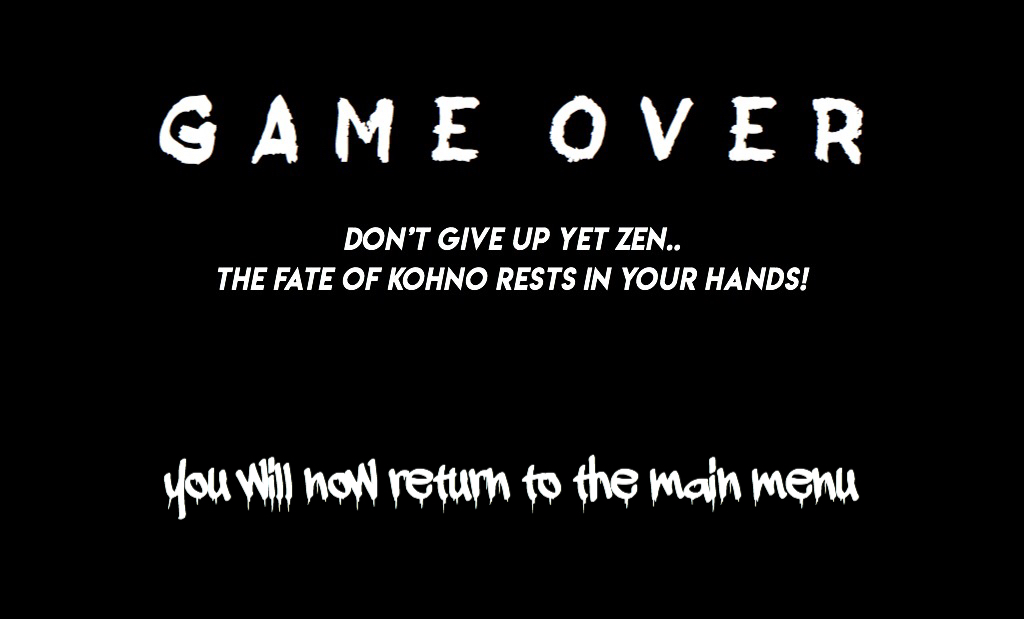 GAME OVER
DON'T GIVE UP YET ZEN..
THE FATE OF KOHNO RESTS IN YOUR HANDS!
you will now return to the main menu